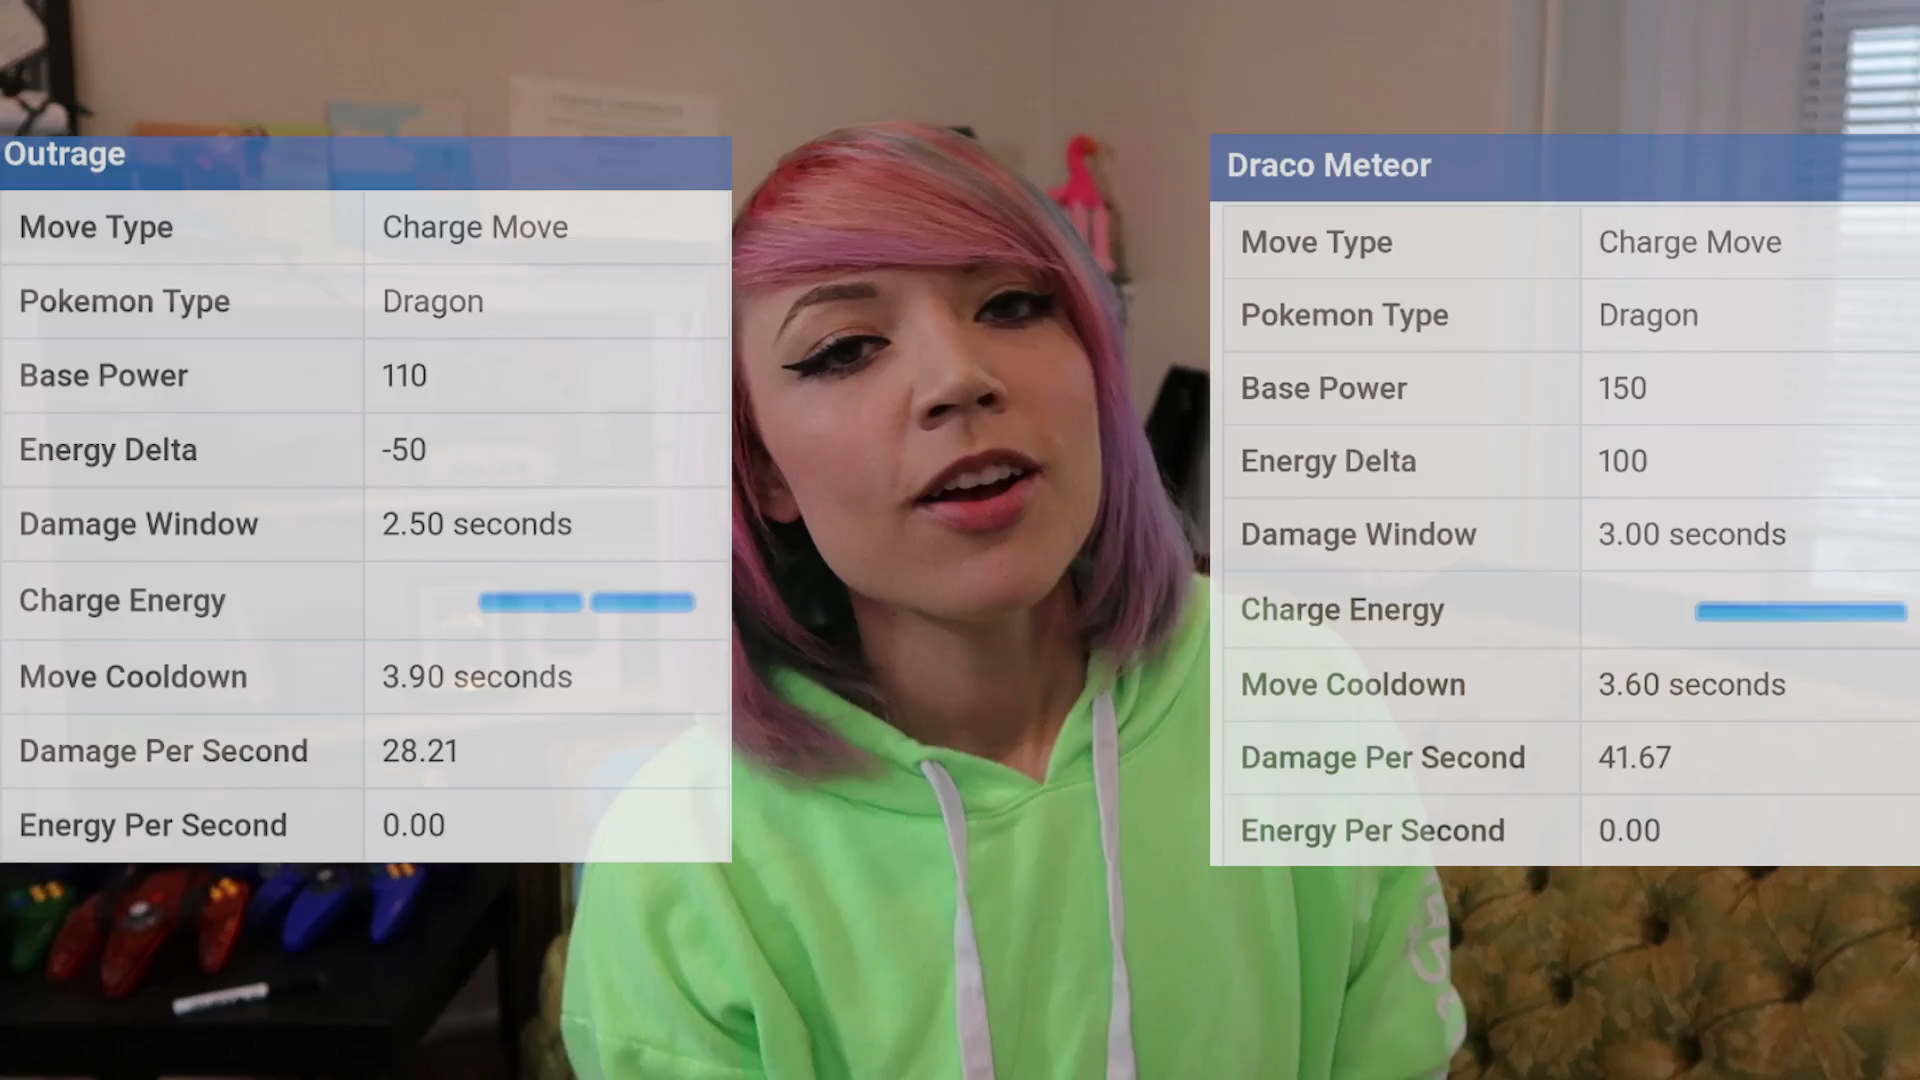 Outrage
Move Type Charge Move
Pokemon Type Dragon
Base Power 110
Energy Delta -50
Damage Window 2.50 seconds
Charge Energy
Move Cooldown 3.90 seconds
Damage Per Second 28.21
Energy Per Second 0.00
Draco Meteor
Move Type Charge Move
Pokemon Type Dragon
Base Power 150
Energy Delta 100
Damage Window 3.00 seconds
Charge Energy
Move Cooldown 3.60 seconds
Damage Per Second 41.67
Energy Per Second 0.00